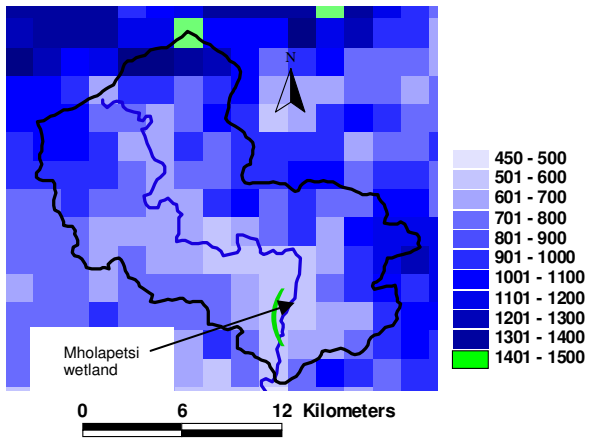 N
450 - 500
501 - 600
601 - 700
701 - 800
801 - 900
901 - 1000
1001 - 1100
1101 - 1200
1201 - 1300
1301 - 1400
1401 - 1500
Mholapetsi
wetland
0 6 12 Kilometers